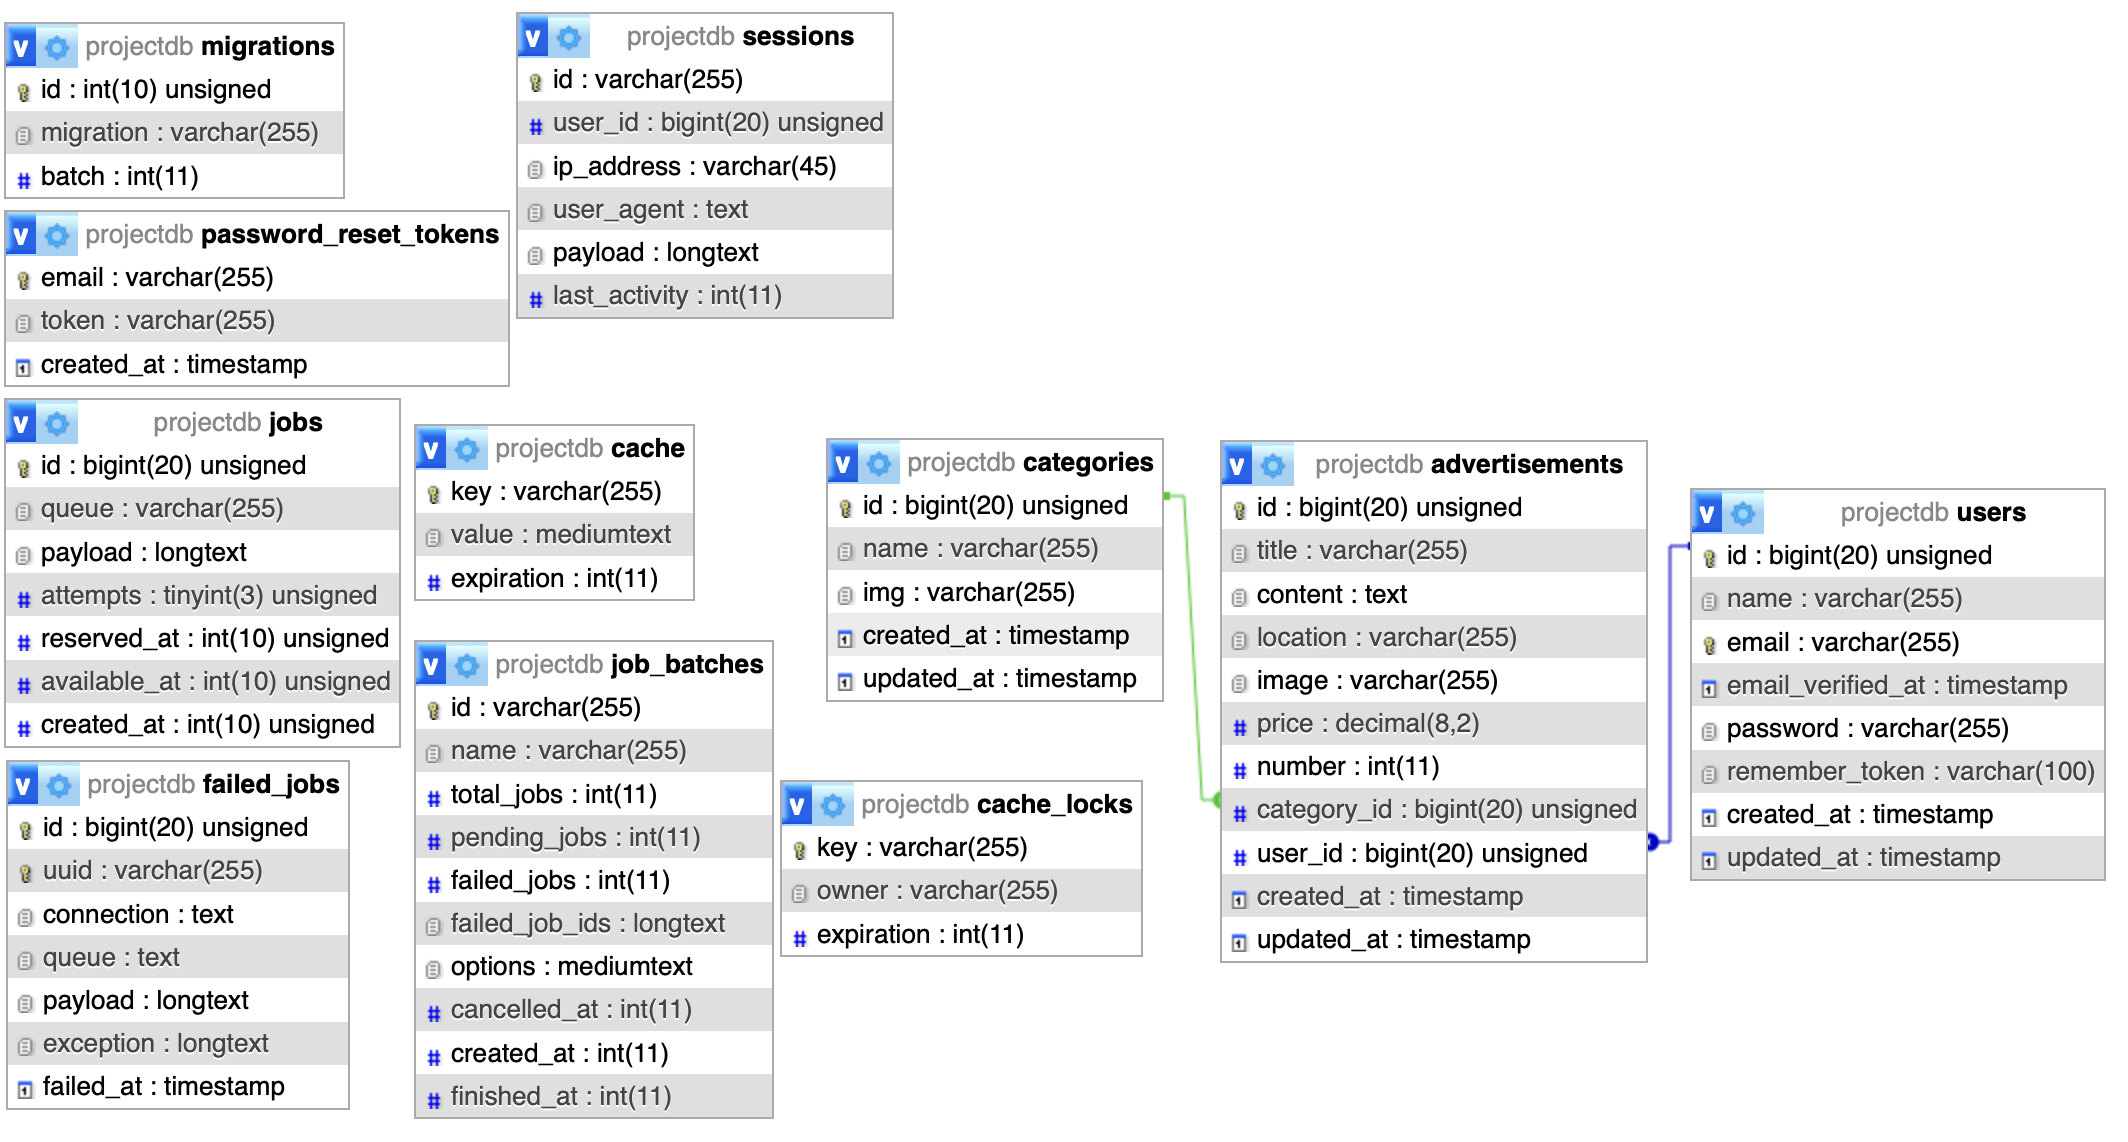 projectdb migrations
id : int(10) unsigned
migration : varchar(255)
batch : int(11)
projectdb sessions
id : varchar(255)
user_id : bigint(20) unsigned
ip_address : varchar(45)
user_agent : text
payload : longtext
last_activity : int(11)
projectdb password_reset_tokens
email : varchar(255)
token : varchar(255)
created_at : timestamp
projectdb jobs
id : bigint(20) unsigned
queue : varchar(255)
payload : longtext
attempts : tinyint(3) unsigned
reserved_at : int(10) unsigned
available_at : int(10) unsigned
created_at : int(10) unsigned
projectdb cache
key : varchar(255)
value : mediumtext
expiration : int(11)
projectdb categories
id : bigint(20) unsigned
name : varchar(255)
img : varchar(255)
created_at : timestamp
updated_at : timestamp
projectdb advertisements
id : bigint(20) unsigned
title : varchar(255)
content : text
location : varchar(255)
image : varchar(255)
price : decimal(8,2)
number : int(11)
category_id : bigint(20) unsigned
user_id : bigint(20) unsigned
created_at : timestamp
updated_at : timestamp
projectdb users
id : bigint(20) unsigned
name : varchar(255)
email : varchar(255)
email_verified_at : timestamp
password : varchar(255)
remember_token : varchar(100)
created_at : timestamp
updated_at : timestamp
projectdb failed_jobs
id : bigint(20) unsigned
uuid : varchar(255)
connection : text
queue : text
payload : longtext
exception : longtext
failed_at : timestamp
projectdb job_batches
id : varchar(255)
name : varchar(255)
total_jobs : int(11)
pending_jobs : int(11)
failed_jobs : int(11)
failed_job_ids : longtext
options : mediumtext
cancelled_at : int(11)
created_at : int(11)
finished_at : int(11)
projectdb cache_locks
key : varchar(255)
owner : varchar(255)
expiration : int(11)